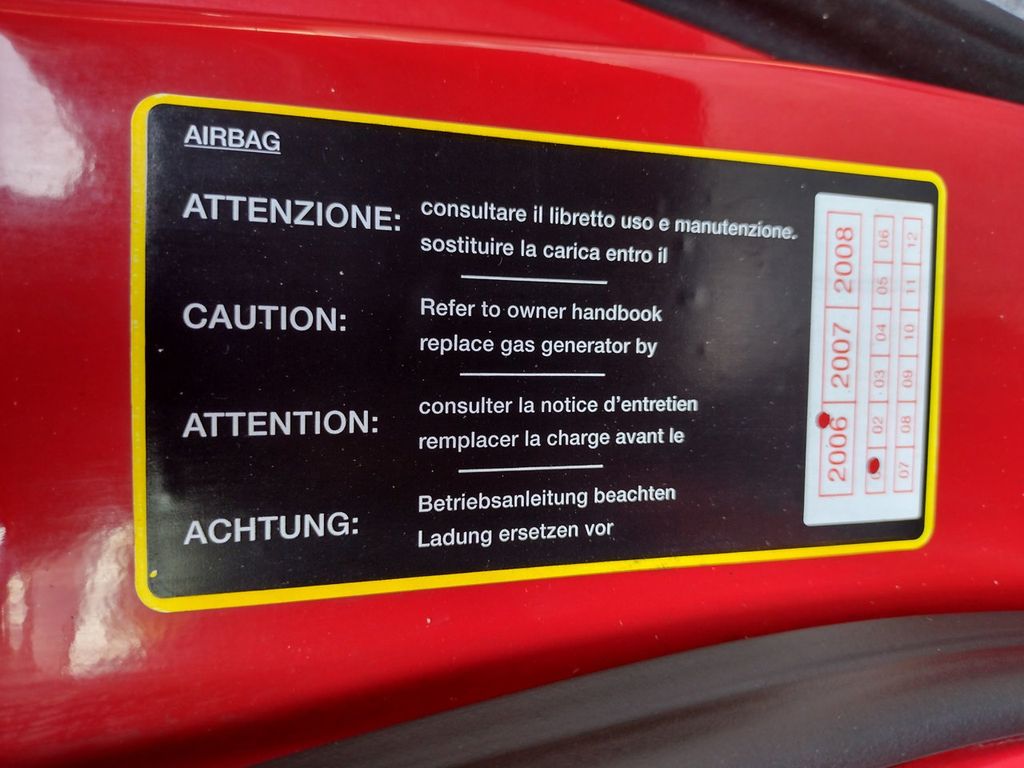 AIRBAG
ATTENZIONE: consultare il libretto uso e manutenzione.
sostituire la carica entro il
CAUTION: Refer to owner handbook
replace gas generator by
ATTENTION: consulter la notice d'entretien
remplacer la charge avant le
ACHTUNG: Betriebsanleitung beachten
Ladung ersetzen vor
2006 2007 2008
02 03 04 05 06
07 08 09 10 11 12